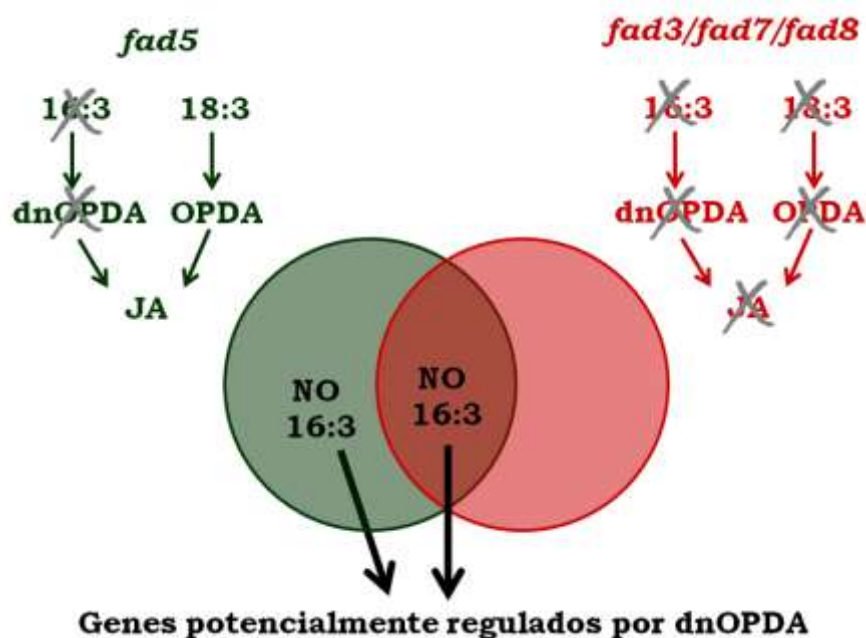 fad5
fad3/fad7/fad8
16:3 18:3
16:3 18:3
dnOPDA OPDA
dnOPDA OPDA
JA
JA
NO
16:3
NO
16:3
Genes potencialmente regulados por dnOPDA